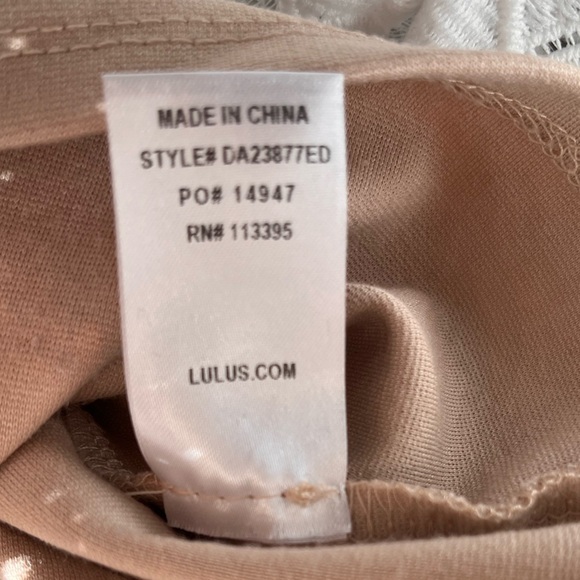 MADE IN CHINA
STYLE# DA23877ED
PO# 14947
RN# 113395
LULUS.COM